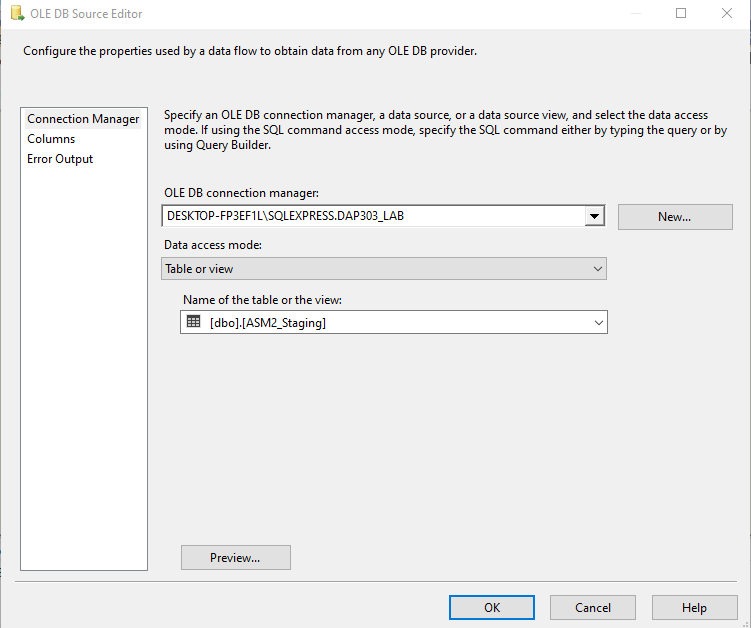 OLE DB Source Editor
Configure the properties used by a data flow to obtain data from any OLE DB provider.
Connection Manager
Columns
Error Output
Specify an OLE DB connection manager, a data source, or a data source view, and select the data access
mode. If using the SQL command access mode, specify the SQL command either by typing the query or by
using Query Builder.
OLE DB connection manager:
DESKTOP-FP3EF1L\SQLEXPRESS.DAP303_LAB
New...
Data access mode:
Table or view
Name of the table or the view:
[dbo].[ASM2_Staging]
Preview...
OK
Cancel
Help